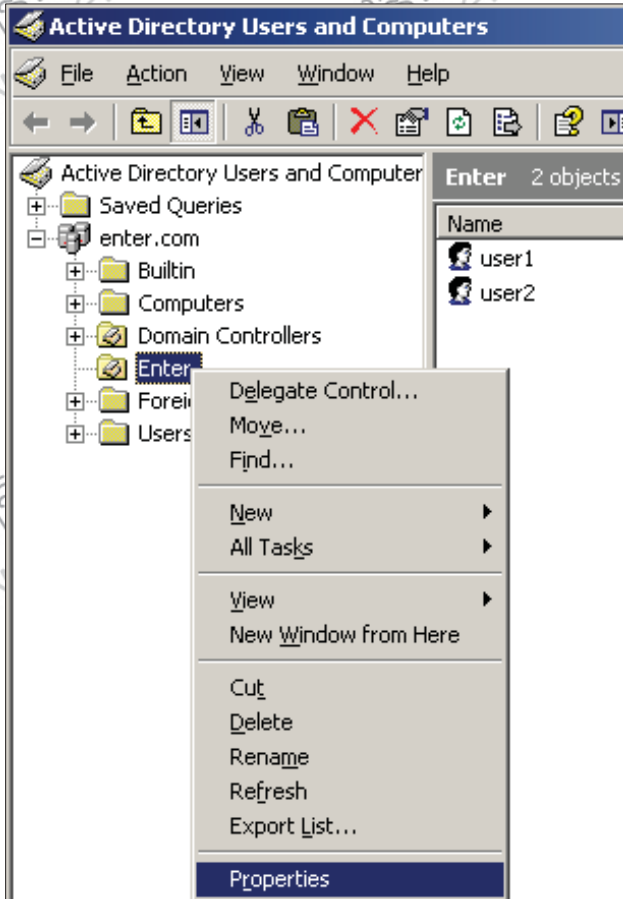 Active Directory Users and Computers
File Action View Window Help
Active Directory Users and Computer
Saved Queries
enter.com
Builtin
Computers
Domain Controllers
Enter
Users
Enter 2 objects
Name
user1
user2
Delegate Control...
Move...
Find...
New
All Tasks
View
New Window from Here
Cut
Delete
Rename
Refresh
Export List...
Properties